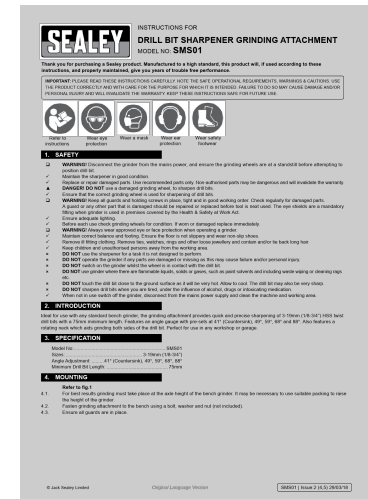 SEALEY
INSTRUCTIONS FOR
DRILL BIT SHARPENER GRINDING ATTACHMENT
MODEL NO: SMS01
Thank you for purchasing a Sealey product. Manufactured to a high standard, this product will, if used according to these
instructions, and properly maintained, give you years of trouble free performance.
IMPORTANT: PLEASE READ THESE INSTRUCTIONS CAREFULLY. NOTE THE SAFE OPERATIONAL REQUIREMENTS, WARNINGS & CAUTIONS. USE
THE PRODUCT CORRECTLY AND WITH CARE FOR THE PURPOSE FOR WHICH IT IS INTENDED. FAILURE TO DO SO MAY CAUSE DAMAGE AND/OR
PERSONAL INJURY AND WILL INVALIDATE THE WARRANTY. KEEP THESE INSTRUCTIONS SAFE FOR FUTURE USE.
Refer to instructions
Wear eye protection
Wear a mask
Wear ear protection
Wear safety footwear
1. SAFETY
WARNING! Disconnect the grinder from the mains power, and ensure the grinding wheels are at a standstill before attempting to
position drill bit.
✓ Maintain the sharpener in good condition.
✓ Replace or repair damaged parts. Use recommended parts only. Non authorised parts may be dangerous and will invalidate the warranty
▲ DANGER! DO NOT use a damaged grinding wheel, to sharpen drill bits.
✓ Ensure that the correct grinding wheel is used for sharpening of drill bits.
WARNING! Keep all guards and holding screws in place, tight and in good working order. Check regularly for damaged parts.
A guard or any other part that is damaged should be repaired or replaced before tool is next used. The eye shields are a mandatory
fitting when grinder is used in premises covered by the Health & Safety at Work Act.
✓ Ensure adequate lighting.
✓ Before each use check grinding wheels for condition. If worn or damaged replace immediately.
WARNING! Always wear approved eye or face protection when operating a grinder.
✓ Maintain correct balance and footing. Ensure the floor is not slippery and wear non-slip shoes.
✓ Remove ill fitting clothing. Remove ties, watches, rings and other loose jewellery and contain and/or tie back long hair.
✓ Keep children and unauthorised persons away from the working area.
✗ DO NOT use the sharpener for a task it is not designed to perform.
✗ DO NOT operate the grinder if any parts are damaged or missing as this may cause failure and/or personal injury.
✗ DO NOT switch on the grinder whilst the wheel is in contact with the drill bit.
✗ DO NOT use grinder where there are flammable liquids, solids or gases, such as paint solvents and including waste wiping or cleaning rags
etc.
✗ DO NOT touch the drill bit close to the ground surface as it will be very hot. Allow to cool. The drill bit may also be very sharp.
✗ DO NOT sharpen drill bits when you are tired, under the influence of alcohol, drugs or intoxicating medication.
✓ When not in use switch off the grinder, disconnect from the mains power supply and clean the machine and working area.
2. INTRODUCTION
Ideal for use with any standard bench grinder, the grinding attachment provides quick and precise sharpening of 3-19mm (1/8-3/4") HSS twist
drill bits with a 75mm minimum length. Features an angle gauge with pre-sets at 41° (Countersink), 49°, 59°, 68° and 88°. Also features a
rotating neck which aids grinding both sides of the drill bit. Perfect for use in any workshop or garage.
3. SPECIFICATION
Model No: SMS01
Sizes: 3-19mm (1/8-3/4")
Angle Adjustment: 41° (Countersink), 49°, 59°, 68°, 88°
Minimum Drill Bit Length: 75mm
4. MOUNTING
Refer to fig.1
4.1. For best results grinding must take place at the axle height of the bench grinder. It may be necessary to use suitable packing to raise
the height of the grinder.
4.2. Fasten grinding attachment to the bench using a bolt, washer and nut (not included).
4.3. Ensure all guards are in place.
© Jack Sealey Limited
Original Language Version
SMS01 | Issue 2 (4,5) 28/03/18